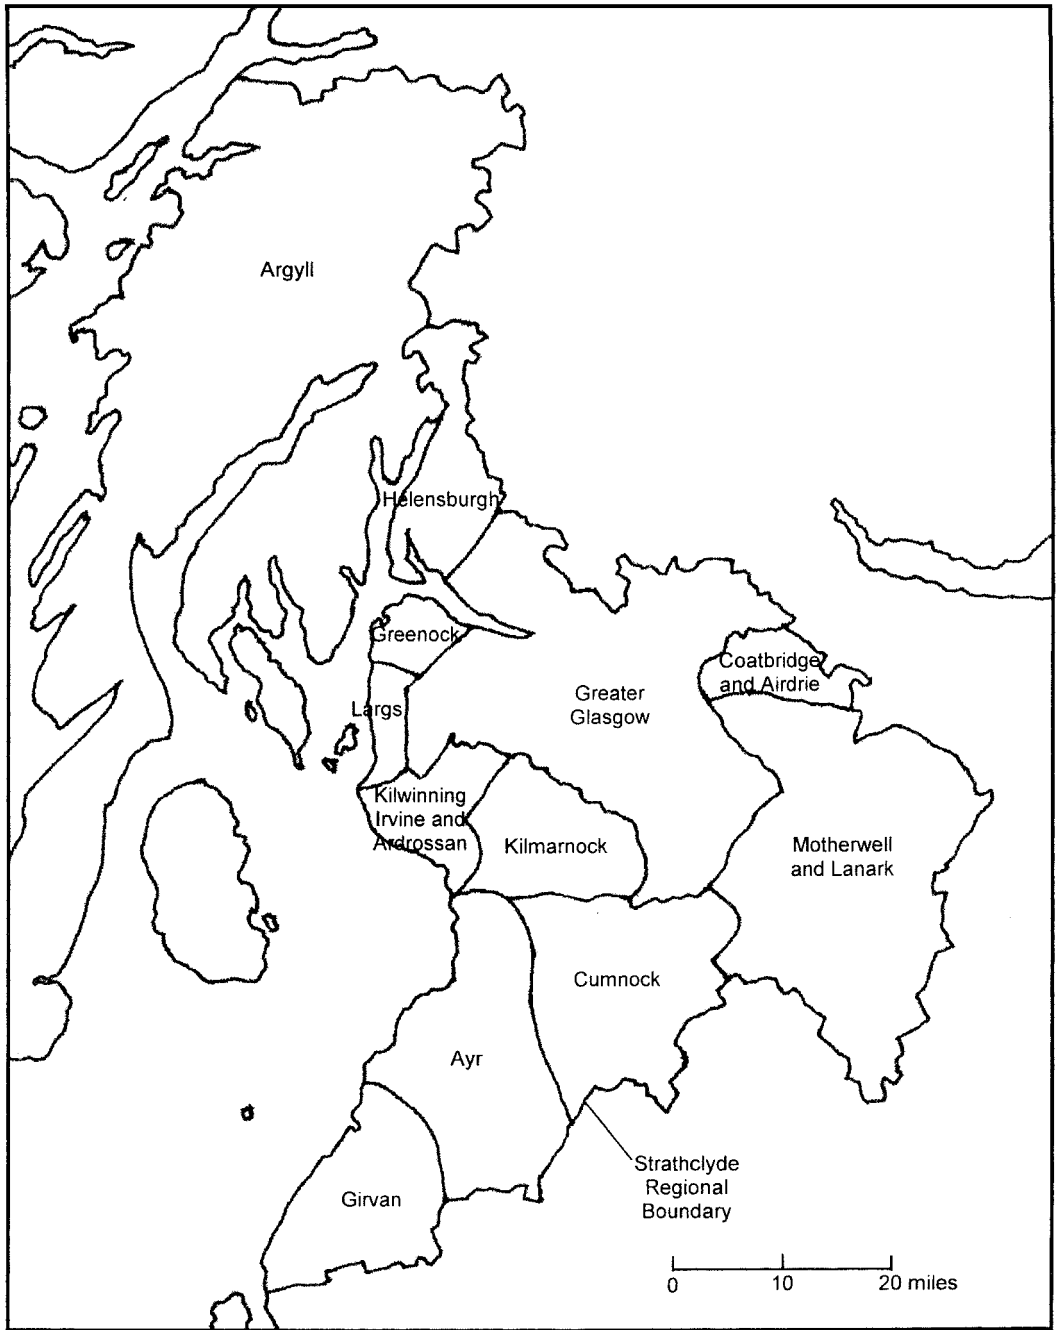 Argyll
Helensburgh
Greenock
Coatbridge
and Airdrie
Largs
Greater
Glasgow
Kilwinning
Irvine and
Ardrossan
Kilmarnock
Motherwell
and Lanark
Cumnock
Ayr
Strathclyde
Regional
Boundary
Girvan
0 10 20 miles